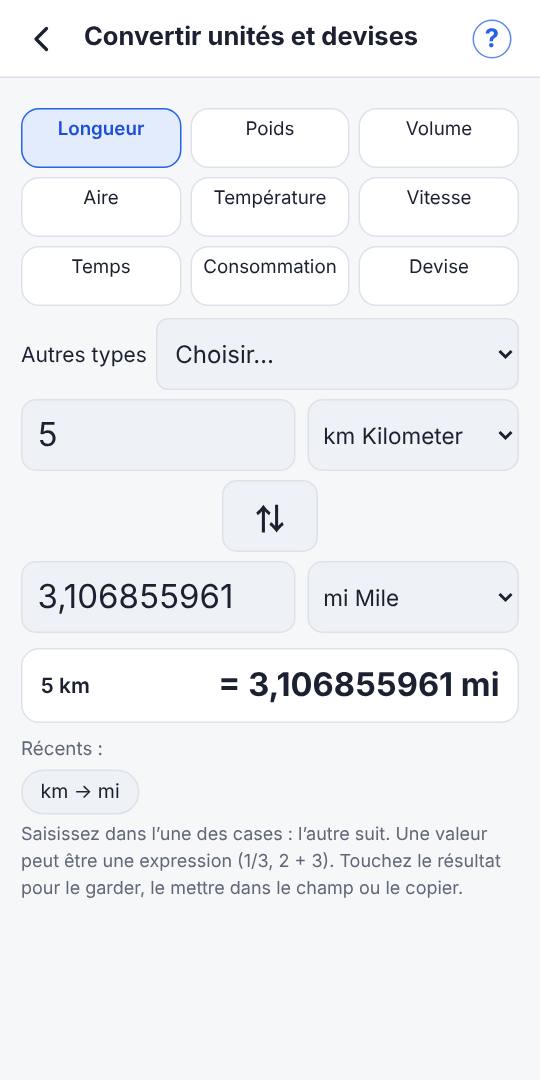 Convertir unités et devises
?
Longueur
Poids
Volume
Aire
Température
Vitesse
Temps
Consommation
Devise
Autres types
Choisir...
5
km Kilometer
3,106855961
mi Mile
5 km
= 3,106855961 mi
Récents :
km → mi
Saisissez dans l’une des cases : l’autre suit. Une valeur
peut être une expression (1/3, 2 + 3). Touchez le résultat
pour le garder, le mettre dans le champ ou le copier.